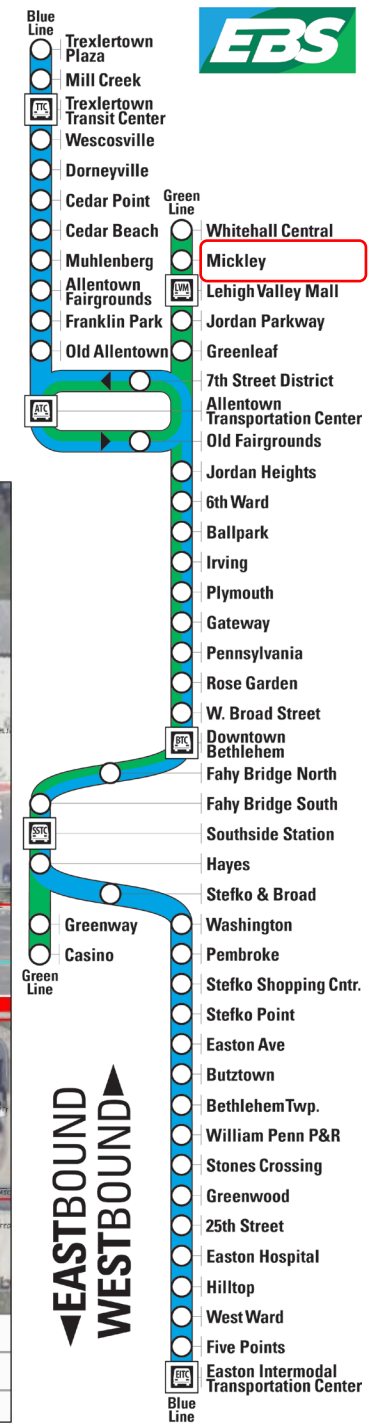 Blue
Line
EBS
Trexlertown
Plaza
Mill Creek
TTC
Trexlertown
Transit Center
Wescosville
Dorneyville
Cedar Point
Green
Line
Cedar Beach
Whitehall Central
Muhlenberg
Mickley
Allentown
Fairgrounds
LVM
Lehigh Valley Mall
Franklin Park
Jordan Parkway
Old Allentown
Greenleaf
7th Street District
ATC
Allentown
Transportation Center
Old Fairgrounds
Jordan Heights
6th Ward
Ballpark
Irving
Plymouth
Gateway
Pennsylvania
Rose Garden
W. Broad Street
BTC
Downtown
Bethlehem
Fahy Bridge North
Fahy Bridge South
SSTC
Southside Station
Hayes
Stefko & Broad
Greenway
Washington
Casino
Pembroke
Green
Line
Stefko Shopping Cntr.
Stefko Point
Easton Ave
Butztown
Bethlehem Twp.
William Penn P&R
Stones Crossing
Greenwood
25th Street
Easton Hospital
Hilltop
West Ward
Five Points
EITC
Easton Intermodal
Transportation Center
Blue
Line
EASTBOUND
WESTBOUND